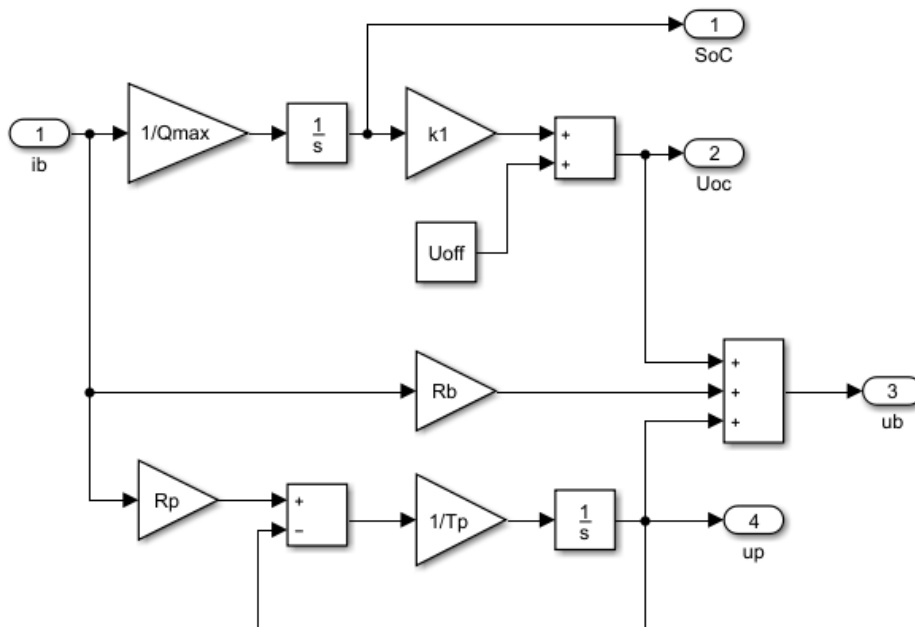 1
SoC
1
ib
1/Qmax
1
s
k1
+
+
2
Uoc
Uoff
Rb
+
+
+
3
ub
Rp
+
−
1/Tp
1
s
4
up